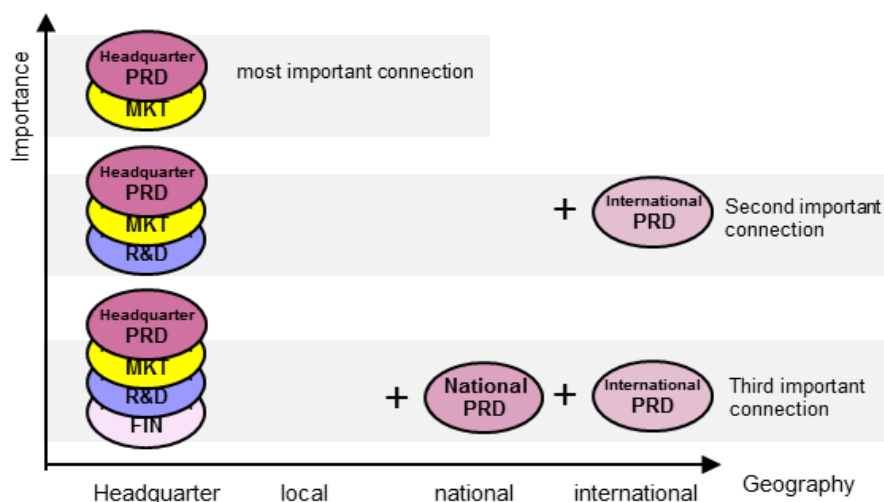 Importance
Headquarter
PRD
MKT
most important connection
Headquarter
PRD
MKT
R&D
+
International
PRD
Second important
connection
Headquarter
PRD
MKT
R&D
FIN
+
National
PRD
+
International
PRD
Third important
connection
Headquarter
local
national
international
Geography